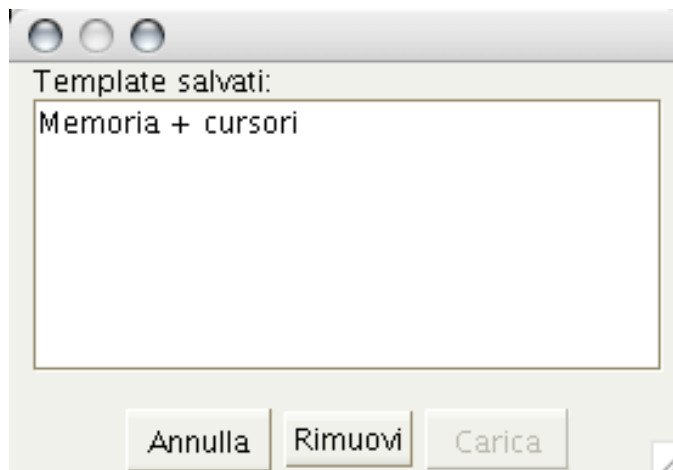 Template salvati:
Memoria + cursori
Annulla Rimuovi Carica